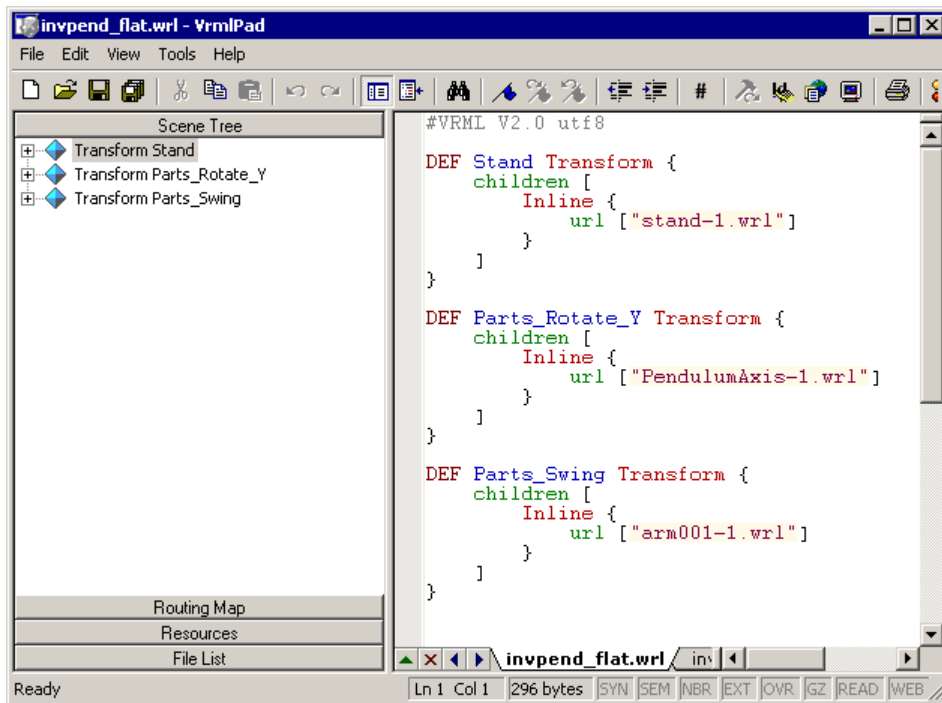 invpend_flat.wrl - VrmlPad
File Edit View Tools Help
#
Scene Tree
Transform Stand
Transform Parts_Rotate_Y
Transform Parts_Swing
Routing Map
Resources
File List
#VRML V2.0 utf8
DEF Stand Transform {
children [
Inline {
url ["stand-1.wrl"]
}
]
}
DEF Parts_Rotate_Y Transform {
children [
Inline {
url ["PendulumAxis-1.wrl"]
}
]
}
DEF Parts_Swing Transform {
children [
Inline {
url ["arm001-1.wrl"]
}
]
}
invpend_flat.wrl
Ready Ln 1 Col 1 296 bytes SYN SEM NBR EXT OVR GZ READ WEB